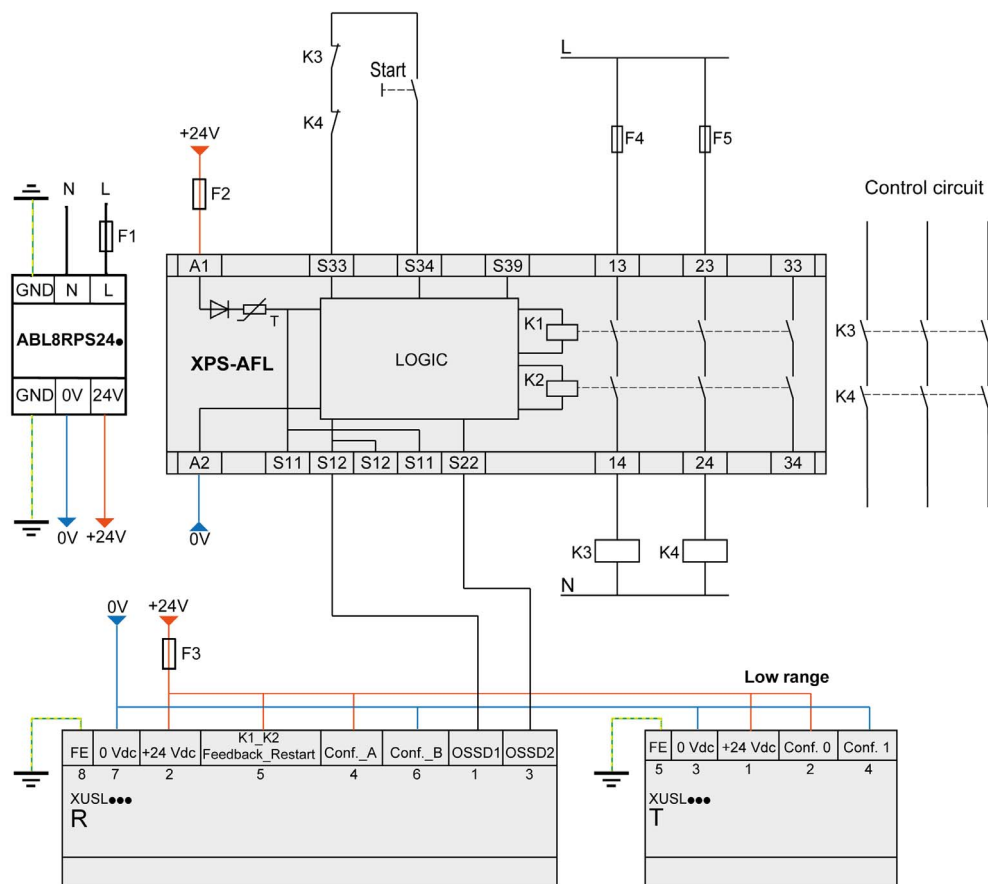 L
K3
Start
K4
F4
F5
+24V
F2
N
L
F1
Control circuit
A1
S33
S34
S39
13
23
33
GND
N
L
ABL8RPS24●
T
K1
LOGIC
K2
XPS-AFL
K3
K4
GND
0V
24V
A2
S11
S12
S12
S11
S22
14
24
34
0V
+24V
0V
K3
K4
N
0V
+24V
F3
Low range
FE
0 Vdc
+24 Vdc
K1_K2
Feedback_Restart
Conf._A
Conf._B
OSSD1
OSSD2
8
7
2
5
4
6
1
3
XUSL●●●
R
FE
0 Vdc
+24 Vdc
Conf. 0
Conf. 1
5
3
1
2
4
XUSL●●●
T